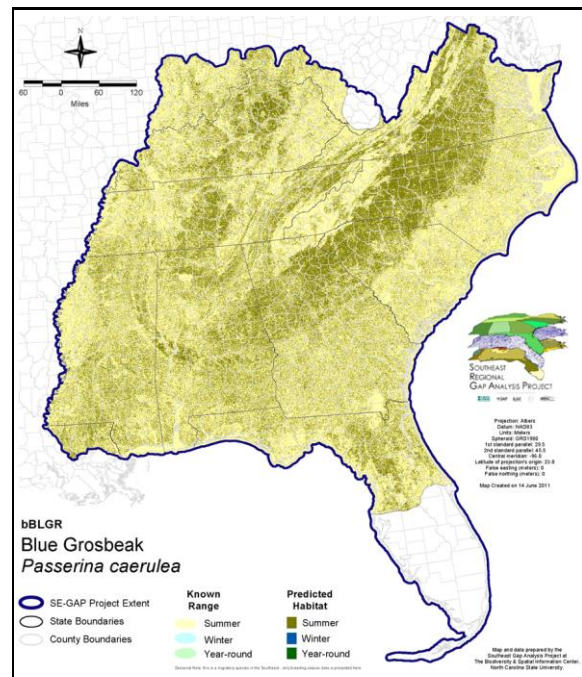 60 0 60 120
Miles
SOUTHEAST
REGIONAL
GAP ANALYSIS PROJECT
Projection: Albers
Datum: NAD83
Units: Meters
Spheroid: GRS1980
1st standard parallel: 29.5
2nd standard parallel: 45.5
Central meridian: -96.0
Latitude of projection's origin: 23.0
False easting (meters): 0
False northing (meters): 0
Map Created on 14 June 2011
bBLGR
Blue Grosbeak
Passerina caerulea
SE-GAP Project Extent
State Boundaries
County Boundaries
Known
Range
Summer
Winter
Year-round
Predicted
Habitat
Summer
Winter
Year-round
Map and data prepared by the
Southeast Gap Analysis Project at
The Biodiversity & Spatial Information Center,
North Carolina State University.